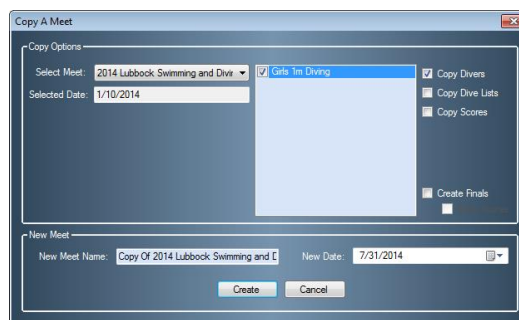 Copy A Meet
Copy Options
Select Meet: 2014 Lubbock Swimming and Divir
Selected Date: 1/10/2014
Girls 1m Diving
Copy Divers
Copy Dive Lists
Copy Scores
Create Finals
New Meet
New Meet Name: Copy Of 2014 Lubbock Swimming and D
New Date: 7/31/2014
Create
Cancel